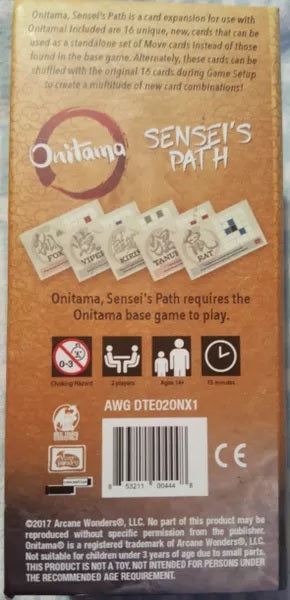 Onitama, Sensei's Path is a card expansion for use with
Onitama! Included are 16 unique, new, cards that can be
used as a standalone set of Move cards instead of those
found in the base game. Alternately, these cards can be
shuffled with the original 16 cards during Game Setup
to create a multitude of new card combinations!
Onitama
SENSEI'S
PATH
FOX
VIPER
KIRIN
TANUKI
RAT
Onitama, Sensei's Path requires the
Onitama base game to play.
0-3
Choking Hazard
2 players
Ages 14+
15 minutes
AWG DTE020NX1
8 53211 00444 8
CE
©2017 Arcane Wonders®, LLC. No part of this product may be
reproduced without specific permission from the publisher.
Onitama® is a registered trademark of Arcane Wonders®, LLC.
Not suitable for children under 3 years of age due to small parts.
THIS PRODUCT IS NOT A TOY. NOT INTENDED FOR PERSONS UNDER
THE RECOMMENDED AGE REQUIREMENT.